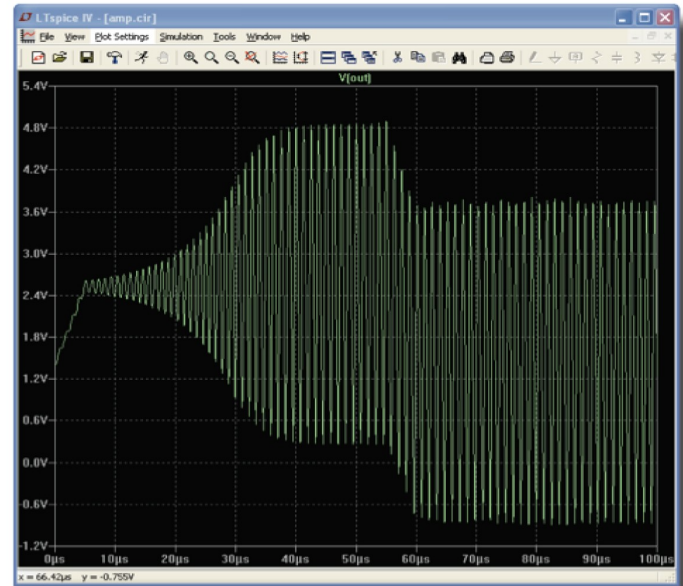 LTspice IV - [amp.cir]
File View Plot Settings Simulation Tools Window Help
V[out]
5.4V
4.8V
4.2V
3.6V
3.0V
2.4V
1.8V
1.2V
0.6V
0.0V
-0.6V
-1.2V
0µs 10µs 20µs 30µs 40µs 50µs 60µs 70µs 80µs 90µs 100µs
x = 66.42µs y = -0.755V